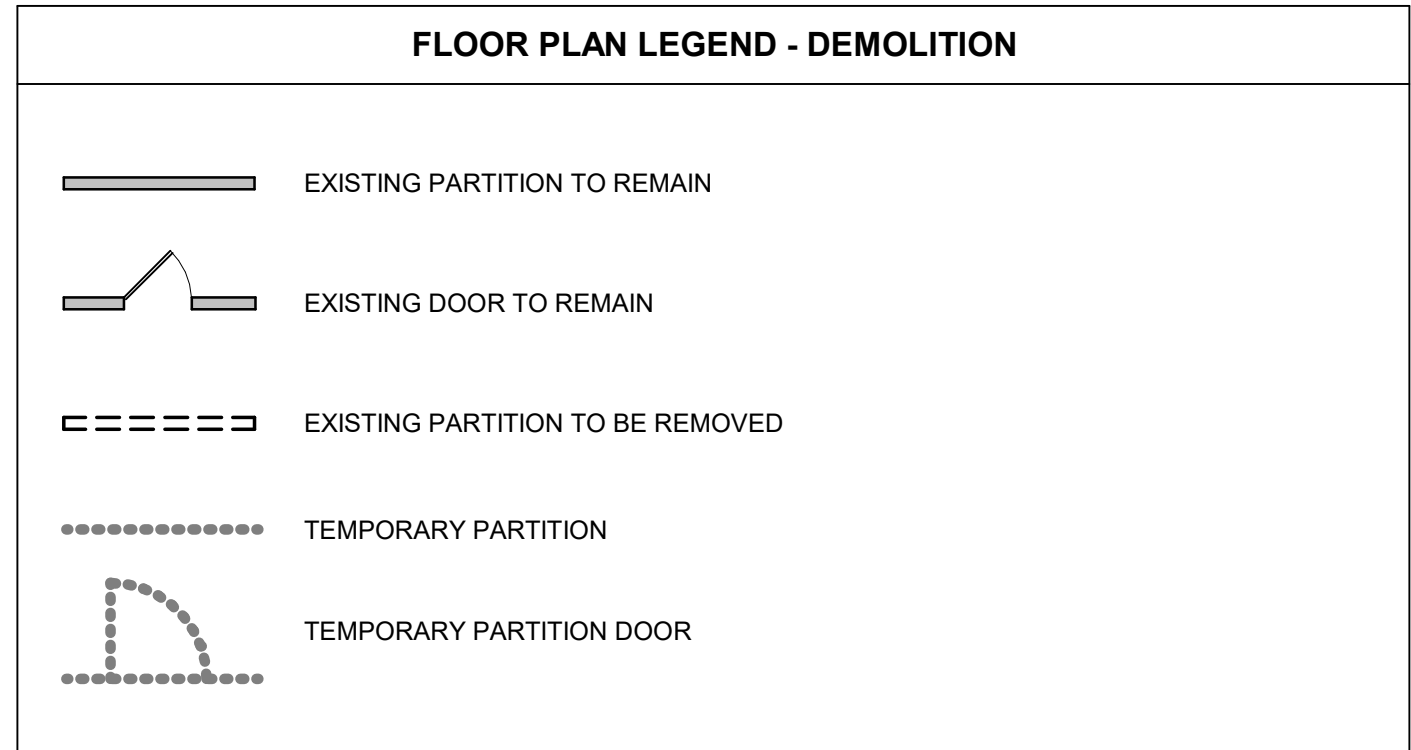 FLOOR PLAN LEGEND - DEMOLITION
EXISTING PARTITION TO REMAIN
EXISTING DOOR TO REMAIN
EXISTING PARTITION TO BE REMOVED
TEMPORARY PARTITION
TEMPORARY PARTITION DOOR